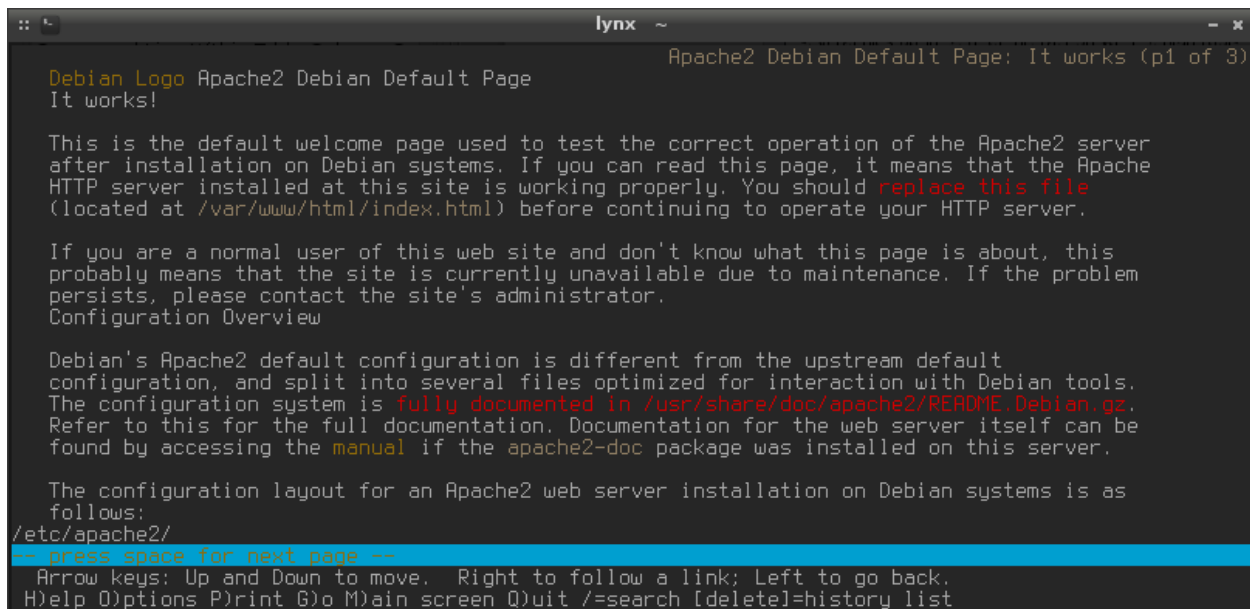 lynx ~
Apache2 Debian Default Page: It works (p1 of 3)
Debian Logo Apache2 Debian Default Page
It works!
This is the default welcome page used to test the correct operation of the Apache2 server
after installation on Debian systems. If you can read this page, it means that the Apache
HTTP server installed at this site is working properly. You should replace this file
(located at /var/www/html/index.html) before continuing to operate your HTTP server.
If you are a normal user of this web site and don't know what this page is about, this
probably means that the site is currently unavailable due to maintenance. If the problem
persists, please contact the site's administrator.
Configuration Overview
Debian's Apache2 default configuration is different from the upstream default
configuration, and split into several files optimized for interaction with Debian tools.
The configuration system is fully documented in /usr/share/doc/apache2/README.Debian.gz.
Refer to this for the full documentation. Documentation for the web server itself can be
found by accessing the manual if the apache2-doc package was installed on this server.
The configuration layout for an Apache2 web server installation on Debian systems is as
follows:
/etc/apache2/
-- press space for next page --
Arrow keys: Up and Down to move.  Right to follow a link; Left to go back.
H)elp O)ptions P)rint G)o M)ain screen Q)uit /=search [delete]=history list